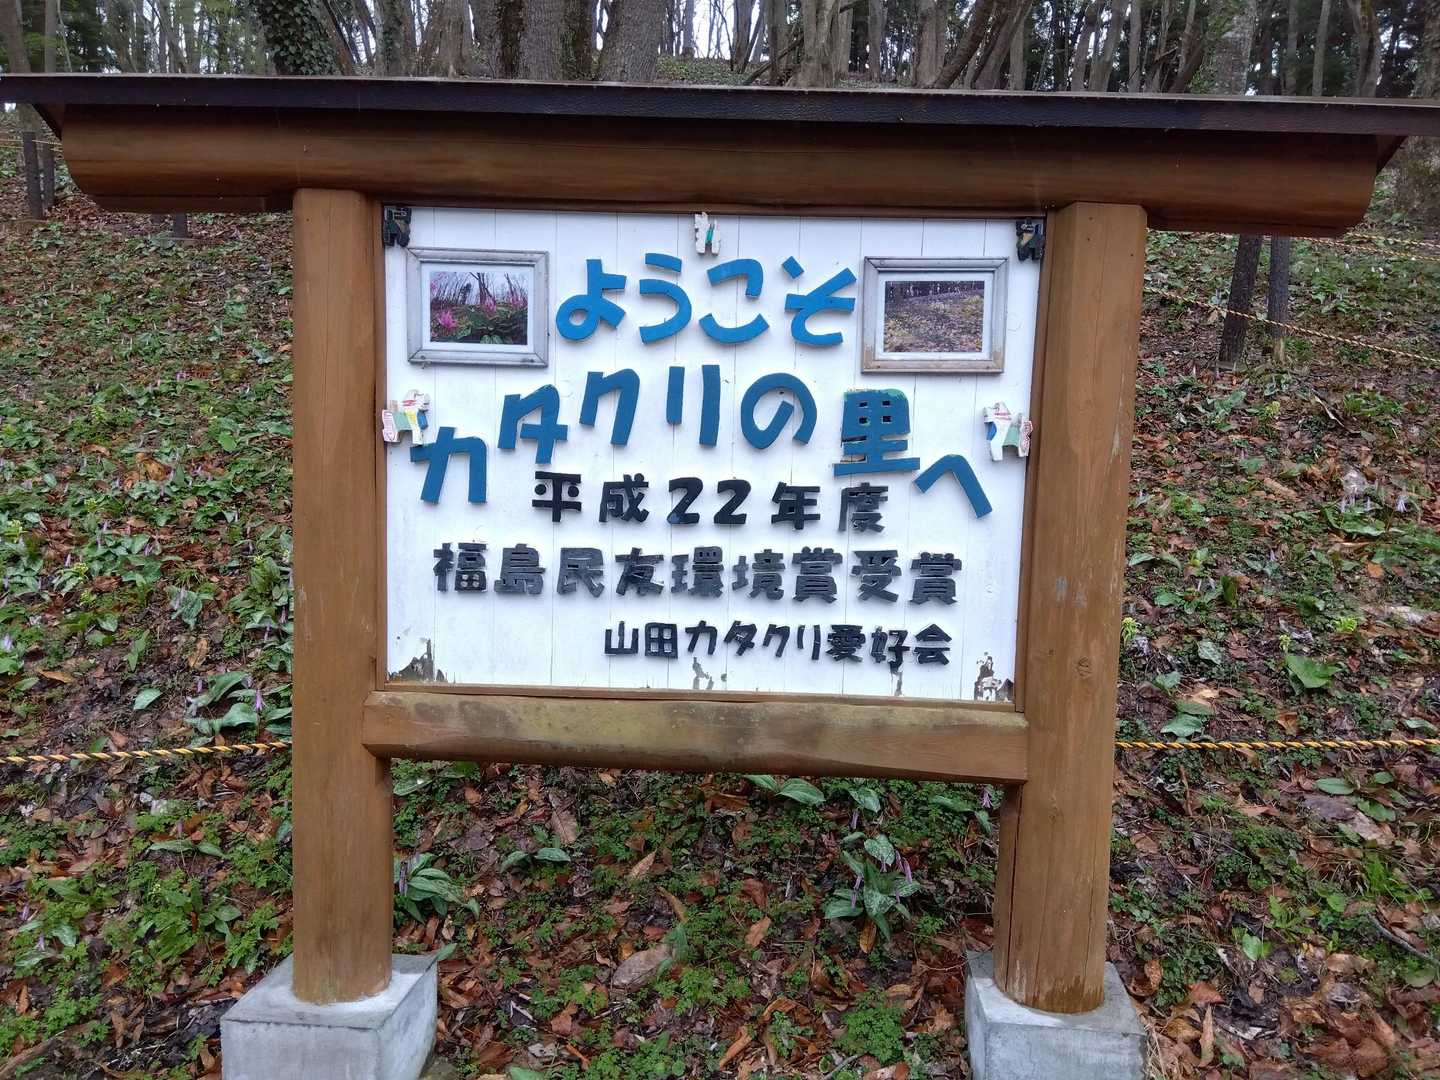 ようこそ
カタクリの里へ
平成22年度
福島民友環境賞受賞
山田カタクリ愛好会